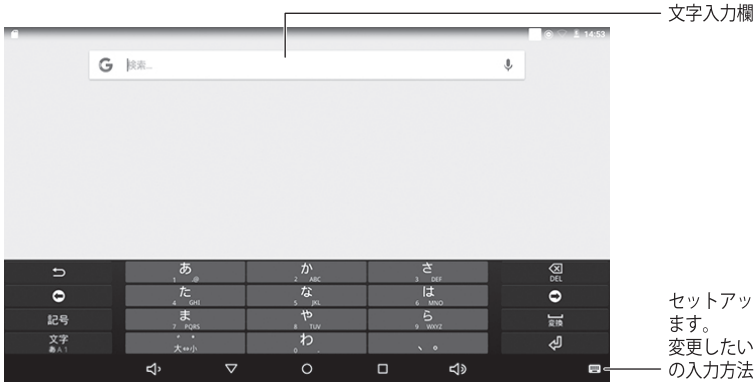 文字入力欄
14:53
G 検索...
あ
1 .@
か
2 ABC
さ
3 DEF
DEL
た
4 GHI
な
5 JKL
は
6 MNO
記号
ま
7 PQRS
や
8 TUV
ら
9 WXYZ
変換
文字
あA1
大⇔小
わ
0
、。
セットアッ
ます。
変更したい
の入力方法